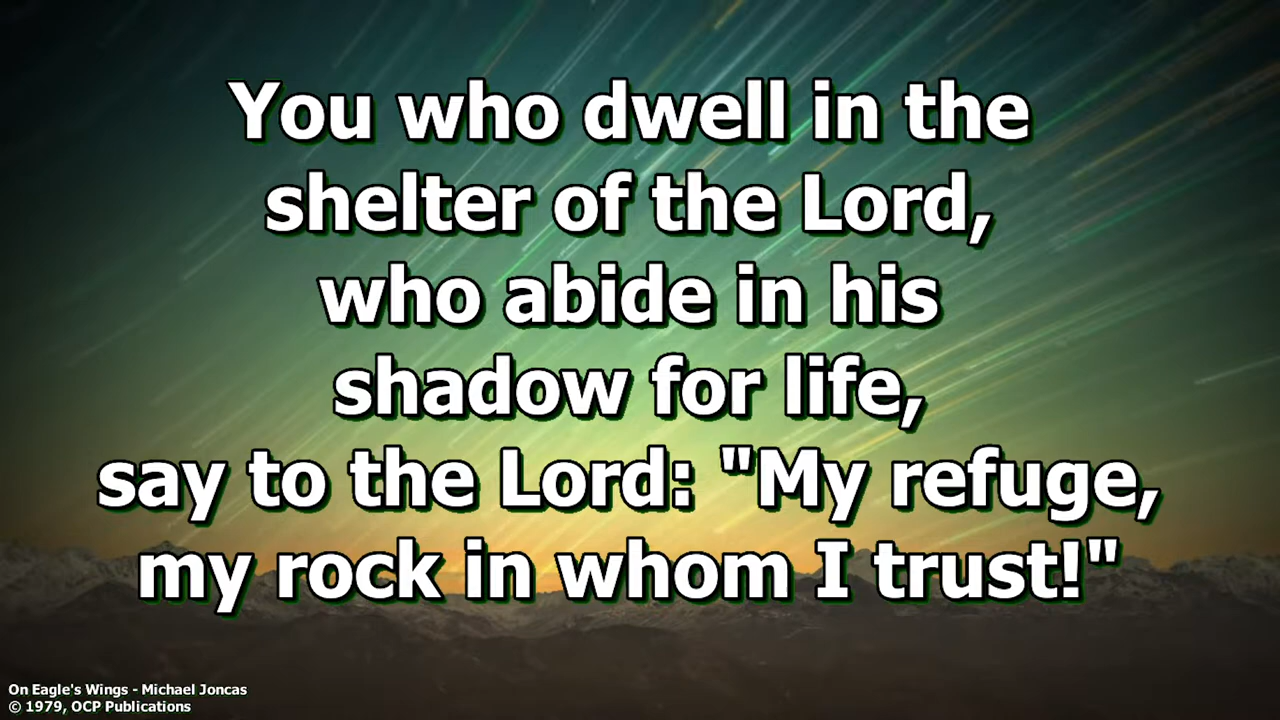 You who dwell in the
shelter of the Lord,
who abide in his
shadow for life,
say to the Lord: "My refuge,
my rock in whom I trust!"
On Eagle's Wings - Michael Joncas
© 1979, OCP Publications